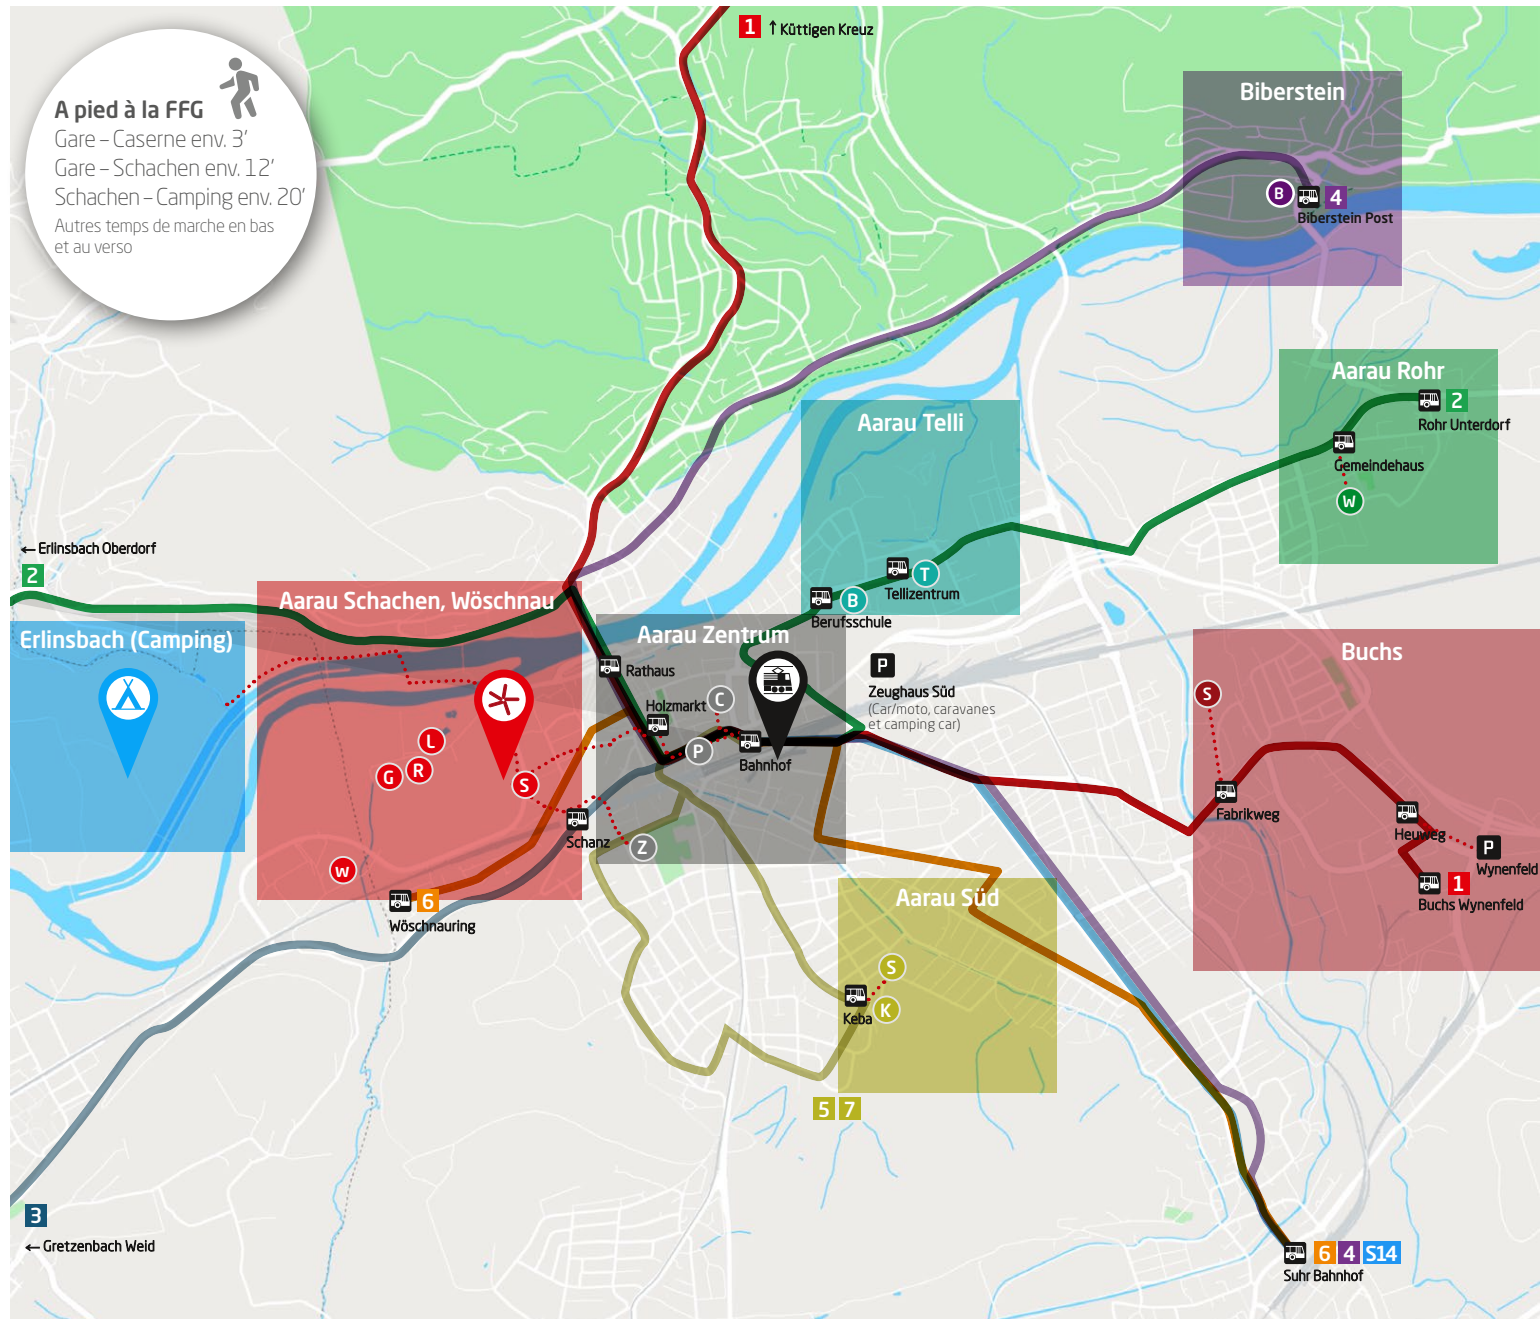 1 ↑ Küttigen Kreuz
A pied à la FFG
Gare – Caserne env. 3'
Gare – Schachen env. 12'
Schachen – Camping env. 20'
Autres temps de marche en bas
et au verso
Biberstein
B
4
Biberstein Post
Aarau Rohr
2
Rohr Unterdorf
Gemeindehaus
W
Aarau Telli
T
Tellizentrum
B
Berufsschule
← Erlinsbach Oberdorf
2
Erlinsbach (Camping)
Aarau Schachen, Wöschnau
L
G
R
S
W
6
Wöschnauring
Schanz
Aarau Zentrum
Rathaus
Holzmarkt
C
P
Bahnhof
Z
P
Zeughaus Süd
(Car/moto, caravanes
et camping car)
Buchs
S
Fabrikweg
Heuweg
P
Wynenfeld
1
Buchs Wynenfeld
Aarau Süd
S
K
Keba
5 7
3
← Gretzenbach Weid
6 4 S14
Suhr Bahnhof